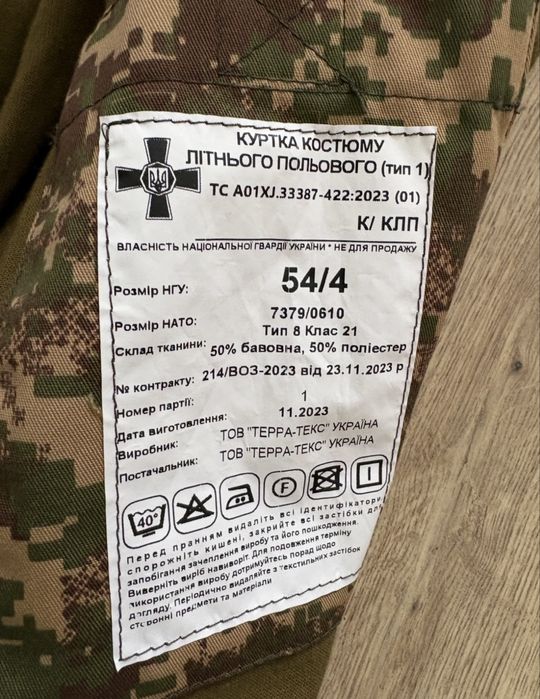 КУРТКА КОСТЮМУ
ЛІТНЬОГО ПОЛЬОВОГО (тип 1)
ТС А01XJ.33387-422:2023 (01)
К/ КЛП
ВЛАСНІСТЬ НАЦІОНАЛЬНОЇ ГВАРДІЇ УКРАЇНИ * НЕ ДЛЯ ПРОДАЖУ
Розмір НГУ: 54/4
Розмір НАТО: 7379/0610
Тип 8 Клас 21
Склад тканини: 50% бавовна, 50% поліестер
№ контракту: 214/ВОЗ-2023 від 23.11.2023 р
Номер партії: 1
Дата виготовлення: 11.2023
Виробник: ТОВ "ТЕРРА-ТЕКС" УКРАЇНА
Постачальник: ТОВ "ТЕРРА-ТЕКС" УКРАЇНА
40° F
Перед пранням видаліть всі ідентифікатори,
спорожніть кишені, закрийте всі застібки для
запобігання зачеплення виробу та його пошкодження.
Виверніть виріб навиворіт. Для подовження терміну
використання виробу дотримуйтесь порад щодо
догляду. Періодично видаляйте з текстильних застібок
сторонні предмети та матеріали